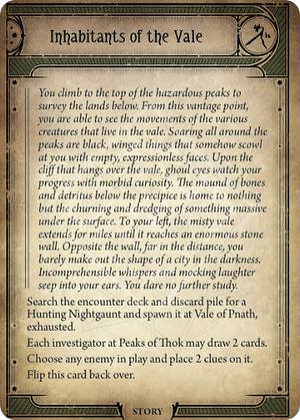 Inhabitants of the Vale
You climb to the top of the hazardous peaks to
survey the lands below. From this vantage point,
you are able to see the movements of the various
creatures that live in the vale. Soaring all around the
peaks are black, winged things that somehow scowl
at you with empty, expressionless faces. Upon the
cliff that hangs over the vale, ghoul eyes watch your
progress with morbid curiosity. The mound of bones
and detritus below the precipice is home to nothing
but the churning and dredging of something massive
under the surface. To your left, the misty vale
extends for miles until it reaches an enormous stone
wall. Opposite the wall, far in the distance, you
barely make out the shape of a city in the darkness.
Incomprehensible whispers and mocking laughter
seep into your ears. You dare no further study.
Search the encounter deck and discard pile for a
Hunting Nightgaunt and spawn it at Vale of Pnath,
exhausted.
Each investigator at Peaks of Thok may draw 2 cards.
Choose any enemy in play and place 2 clues on it.
Flip this card back over.
STORY